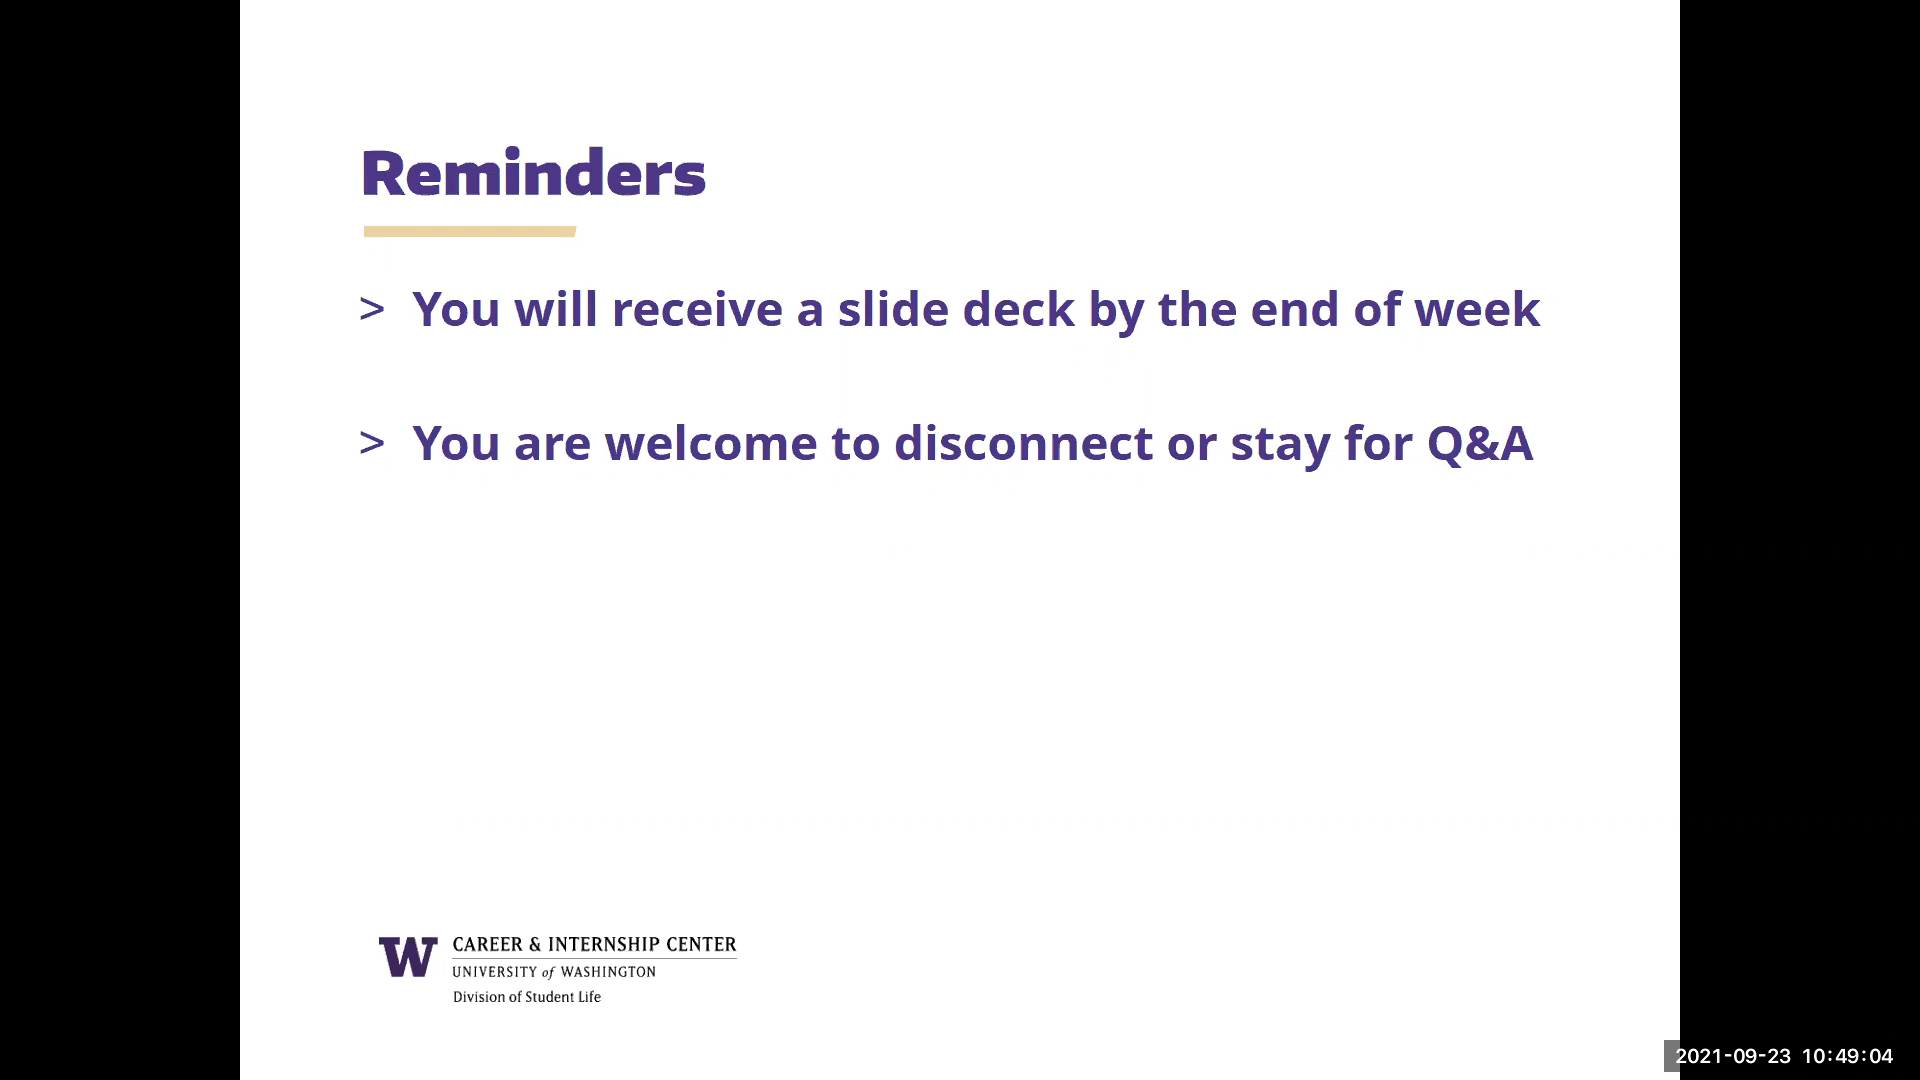 Reminders
> You will receive a slide deck by the end of week
> You are welcome to disconnect or stay for Q&A
W
CAREER & INTERNSHIP CENTER
UNIVERSITY of WASHINGTON
Division of Student Life
2021-09-23 10:49:04